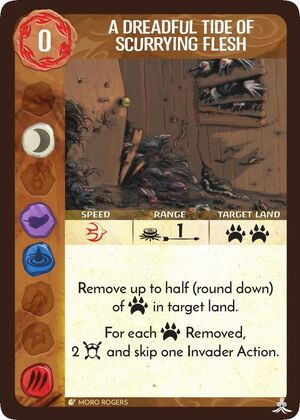 0
A DREADFUL TIDE OF
SCURRYING FLESH
SPEED
RANGE
TARGET LAND
1
Remove up to half (round down)
of in target land.
For each Removed,
2 and skip one Invader Action.
MORO ROGERS